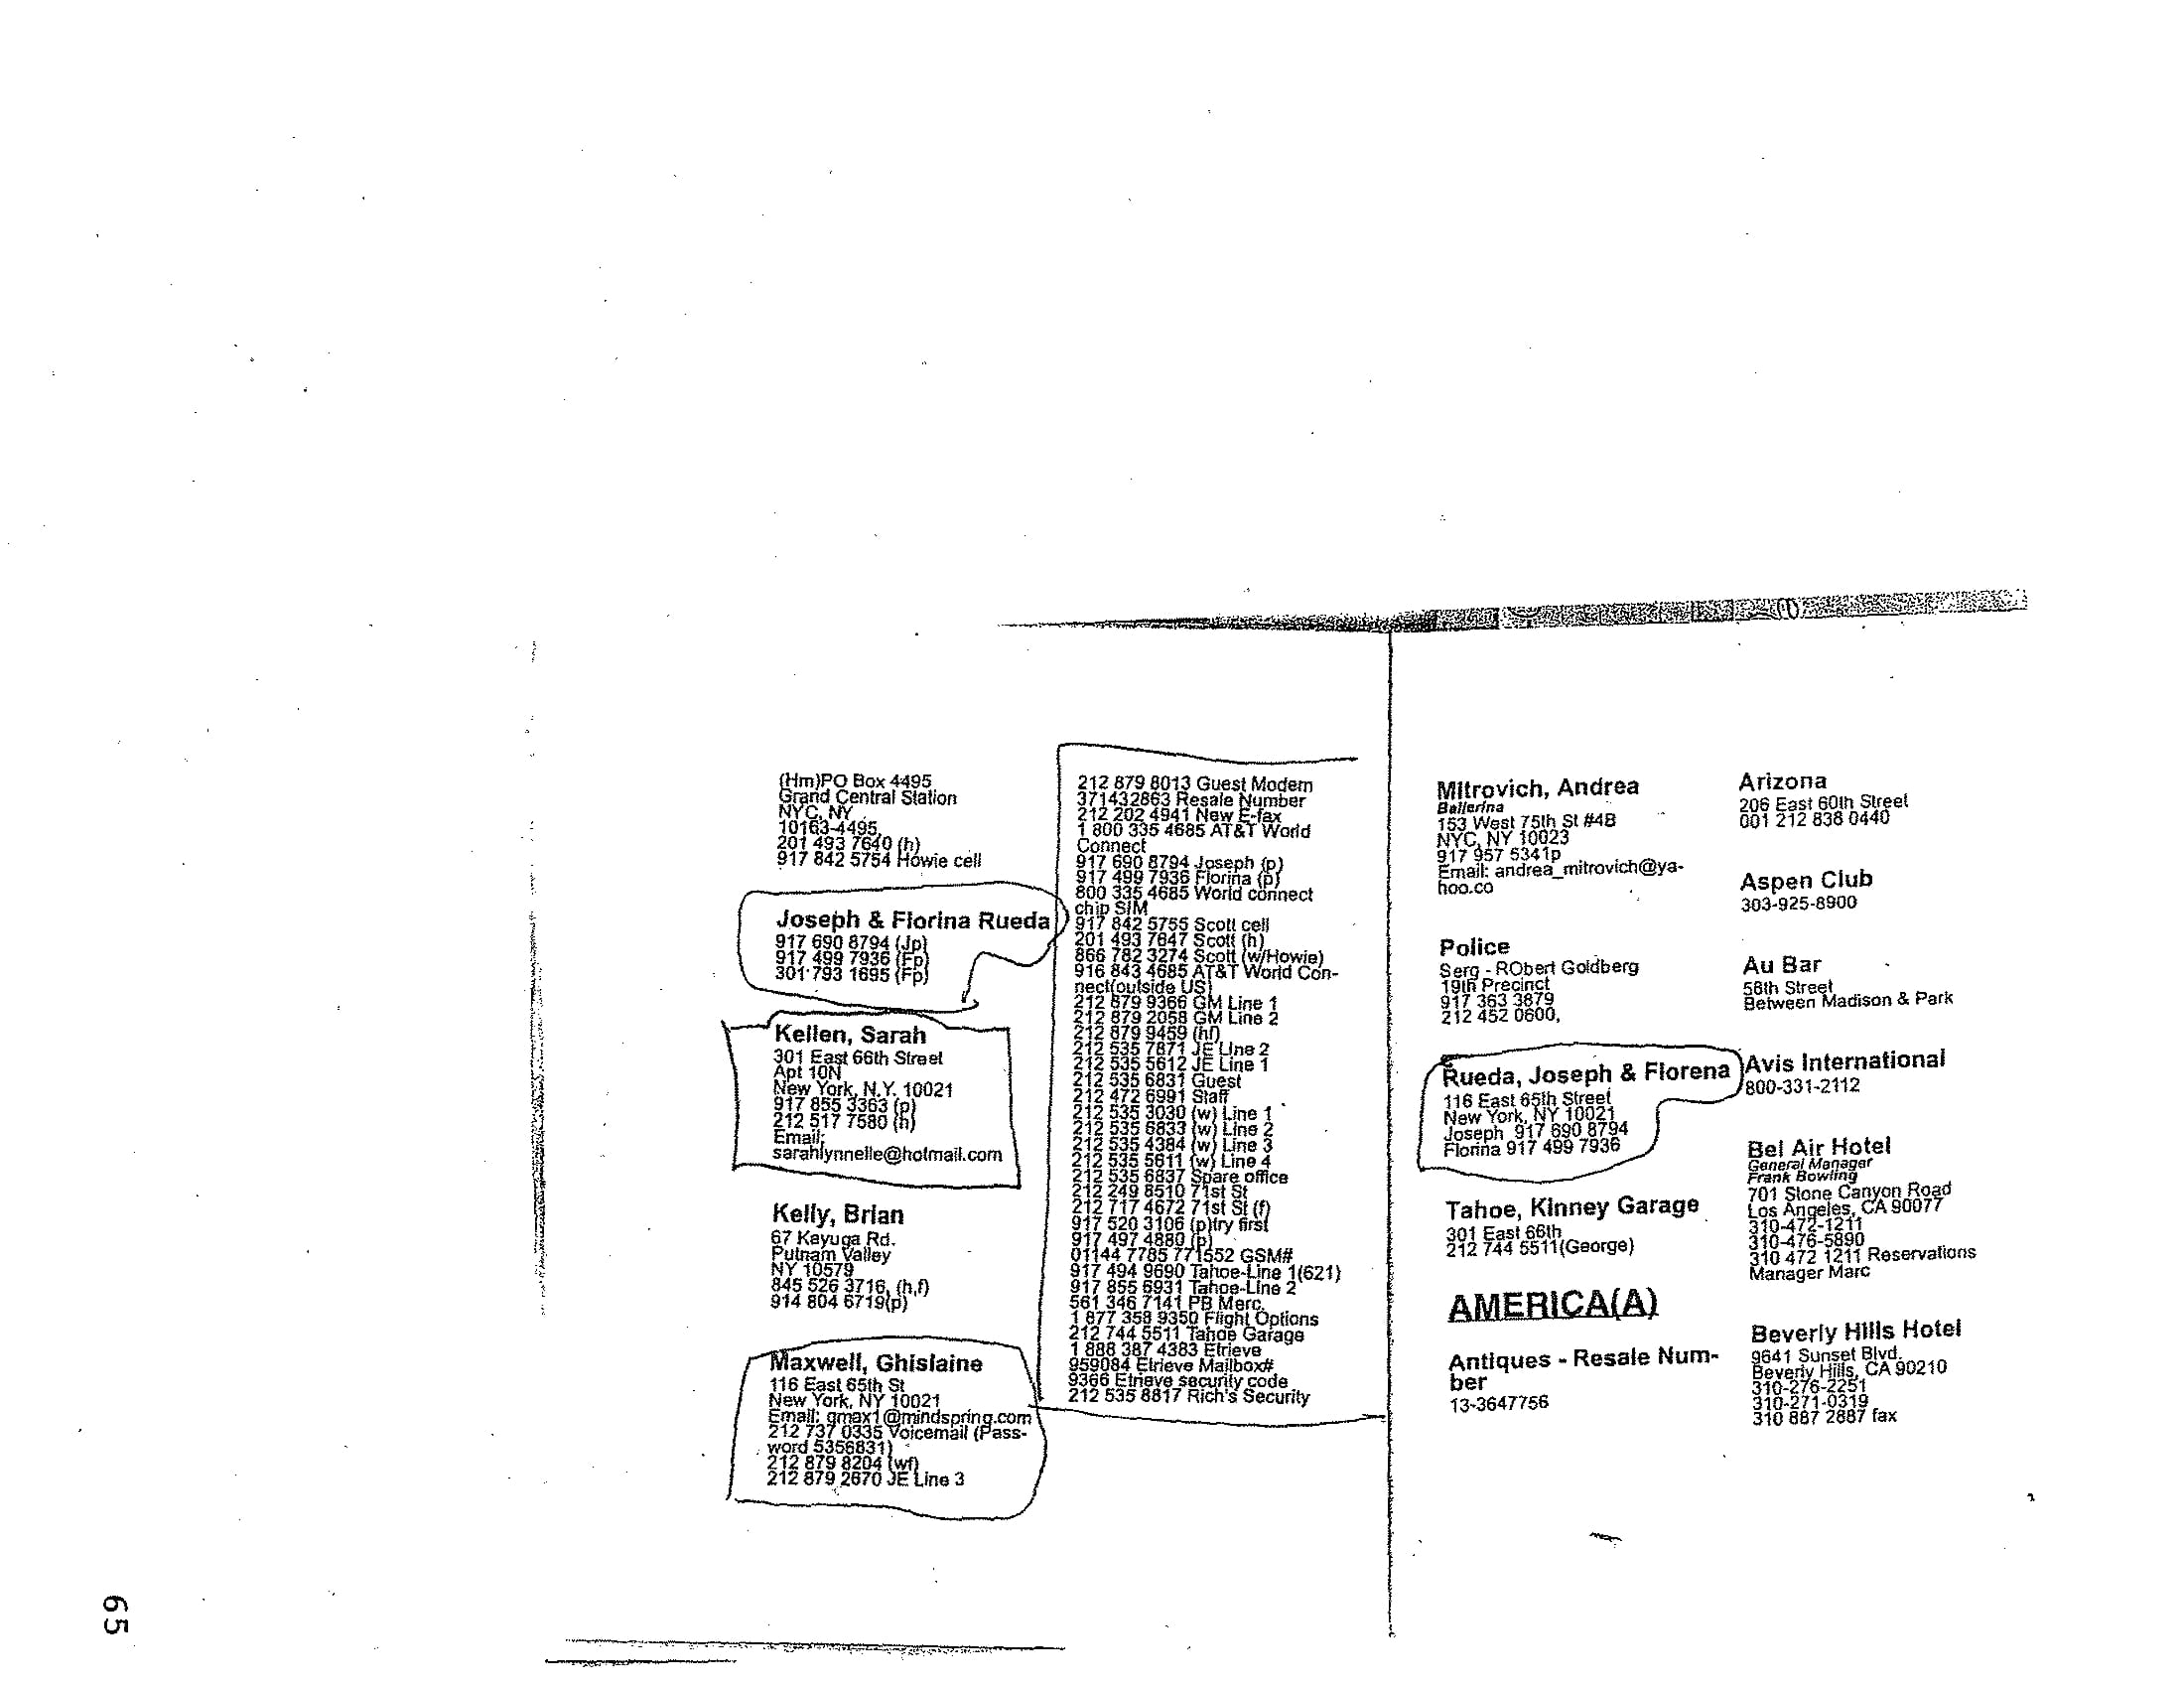 (Hm)PO Box 4495
Grand Central Station
NYC, NY
10163-4495,
201 493 7640 (h)
917 842 5754 Howie cell
Joseph & Florina Rueda
917 690 8794 (Jp)
917 499 7936 (Fp)
301 793 1695 (Fp)
Kellen, Sarah
301 East 66th Street
Apt 10N
New York, N.Y. 10021
917 855 3363 (p)
212 517 7580 (h)
Email:
sarahlynnelle@hotmail.com
Kelly, Brian
67 Kayuga Rd.
Putnam Valley
NY 10579
845 526 3716, (h,f)
914 804 6719(p)
Maxwell, Ghislaine
116 East 65th St
New York, NY 10021
Email: gmax1@mindspring.com
212 737 0335 Voicemail (Pass-
word 5356831)
212 879 8204 (wf)
212 879 2670 JE Line 3
212 879 8013 Guest Modem
371432863 Resale Number
212 202 4941 New E-fax
1 800 335 4685 AT&T World
Connect
917 690 8794 Joseph (p)
917 499 7936 Florina (p)
800 335 4685 World connect
chip SIM
917 842 5755 Scott cell
201 493 7647 Scott (h)
866 782 3274 Scott (w/Howie)
916 843 4685 AT&T World Con-
nect(outside US)
212 879 9366 GM Line 1
212 879 2058 GM Line 2
212 879 9459 (hf)
212 535 7871 JE Line 2
212 535 5612 JE Line 1
212 535 6831 Guest
212 472 6991 Staff
212 535 3030 (w) Line 1
212 535 6833 (w) Line 2
212 535 4384 (w) Line 3
212 535 5611 (w) Line 4
212 535 6837 Spare office
212 249 8510 71st St
212 717 4672 71st St (f)
917 520 3106 (p)try first
917 497 4880 (p)
01144 7785 771552 GSM#
917 494 9690 Tahoe-Line 1(621)
917 855 6931 Tahoe-Line 2
561 346 7141 PB Merc.
1 877 358 9350 Flight Options
212 744 5511 Tahoe Garage
1 888 387 4383 Etrieve
959084 Etrieve Mailbox#
9366 Etrieve security code
212 535 8817 Rich's Security
Mitrovich, Andrea
Ballerina
153 West 75th St #4B
NYC, NY 10023
917 957 5341p
Email: andrea_mitrovich@ya-
hoo.co
Police
Serg - RObert Goldberg
19th Precinct
917 363 3879
212 452 0600,
Rueda, Joseph & Florena
116 East 65th Street
New York, NY 10021
Joseph 917 690 8794
Florina 917 499 7936
Tahoe, Kinney Garage
301 East 66th
212 744 5511(George)
AMERICA(A)
Antiques - Resale Num-
ber
13-3647756
Arizona
206 East 60th Street
001 212 838 0440
Aspen Club
303-925-8900
Au Bar
58th Street
Between Madison & Park
Avis International
800-331-2112
Bel Air Hotel
General Manager
Frank Bowling
701 Stone Canyon Road
Los Angeles, CA 90077
310-472-1211
310-476-5890
310 472 1211 Reservations
Manager Marc
Beverly Hills Hotel
9641 Sunset Blvd.
Beverly Hills, CA 90210
310-276-2251
310-271-0319
310 887 2887 fax
65